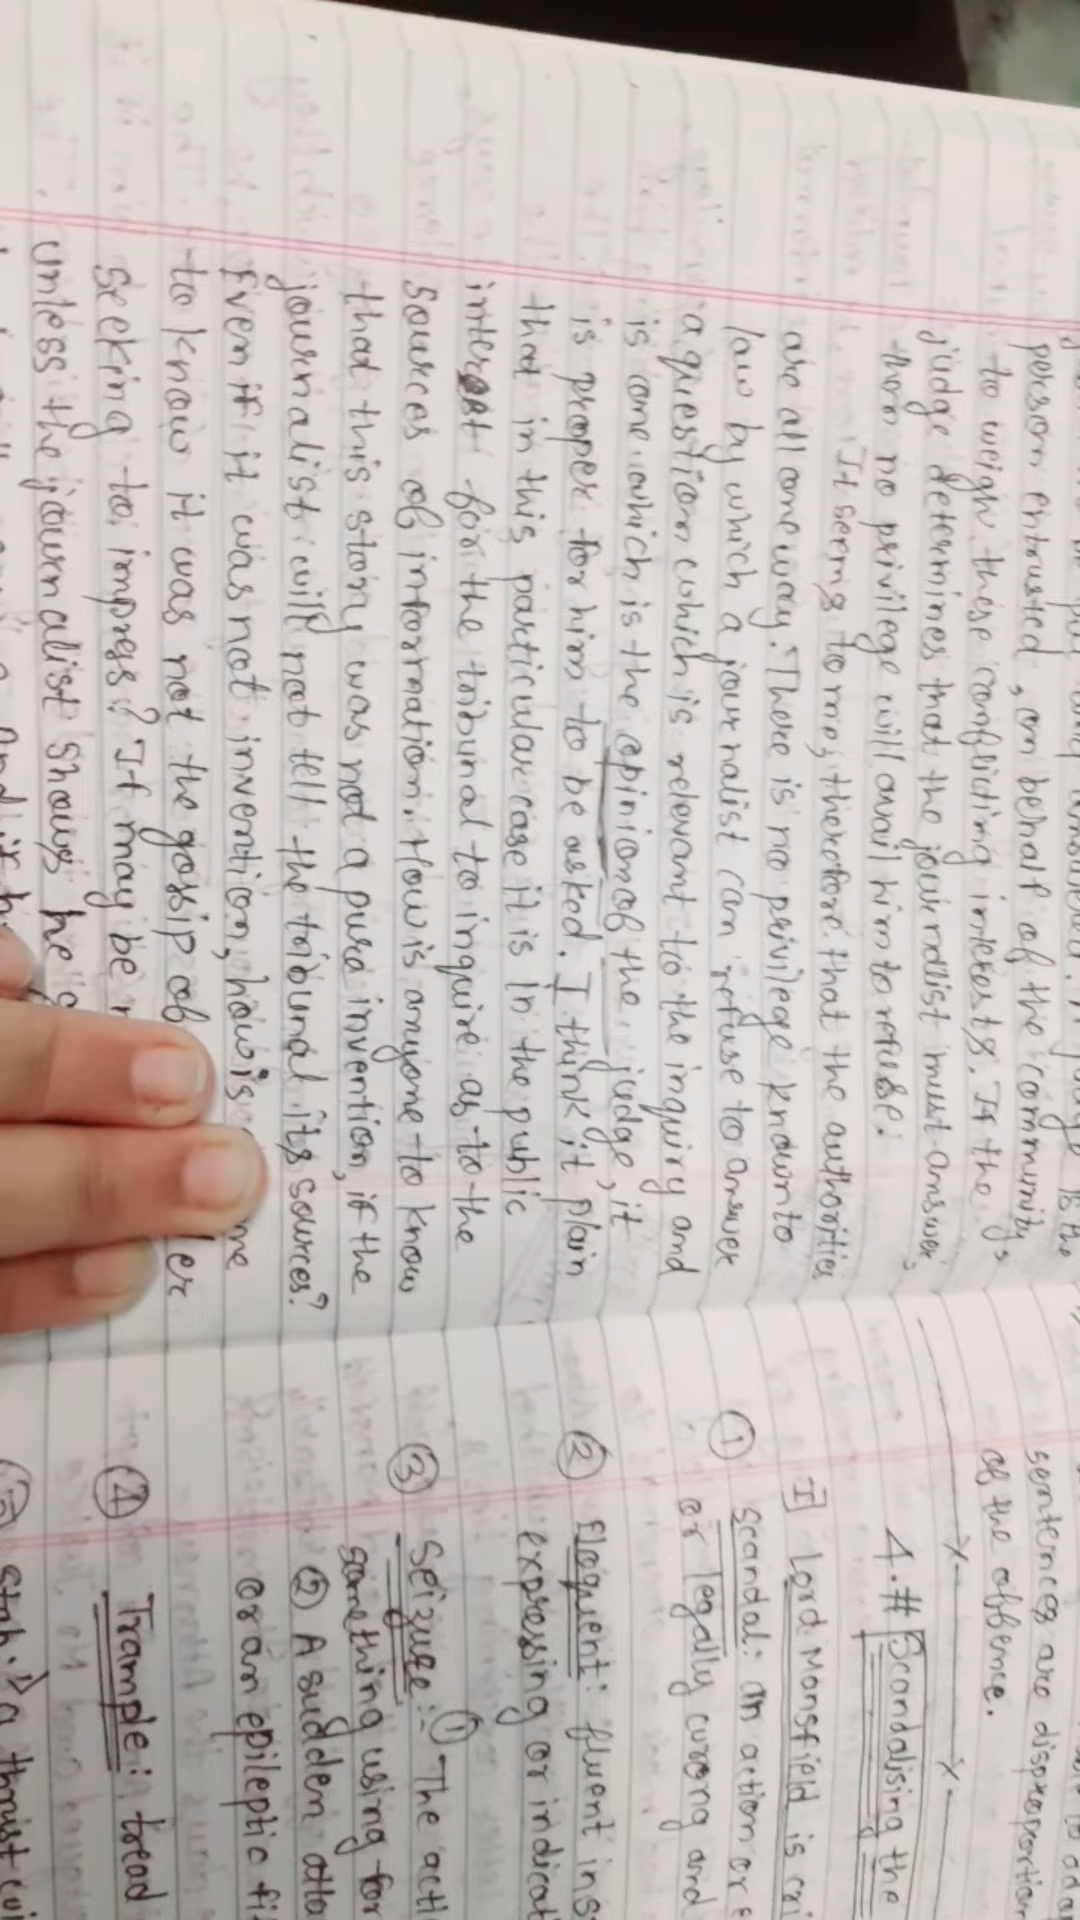 person entrusted, on behalf of the community,
to weigh these conflicting interests. If the
judge determines that the journalist must answer,
then no privilege will avail him to refuse.
It sems to me, therefore that the authorities
are all one way. There is no privilege known to
law by which a journalist can refuse to answer
a question which is relevant to the inquiry and
is one which is the opinion of the judge, it
is proper for him to be asked. I think it plain
that in this particular case it is in the public
interest for the tribunal to inquire as to the
sources of information. How is anyone to know
that this story was not a pure invention, if the
journalist will not tell the tribunal its sources?
Even if it was not invention, how is
to know it was not the gossip of
seeking to impress? It may be
unless the journalist shows he
sentences are
of the offence.
4. # Scandalising the
I Lord Monsfield is
① Scandal: an action or
or legally wrong and
② Eloquent: fluent in
expressing or
③ Seizure:- ① The
something using
② A sudden
or an epileptic
④ Trample: tread
stab: a thrust